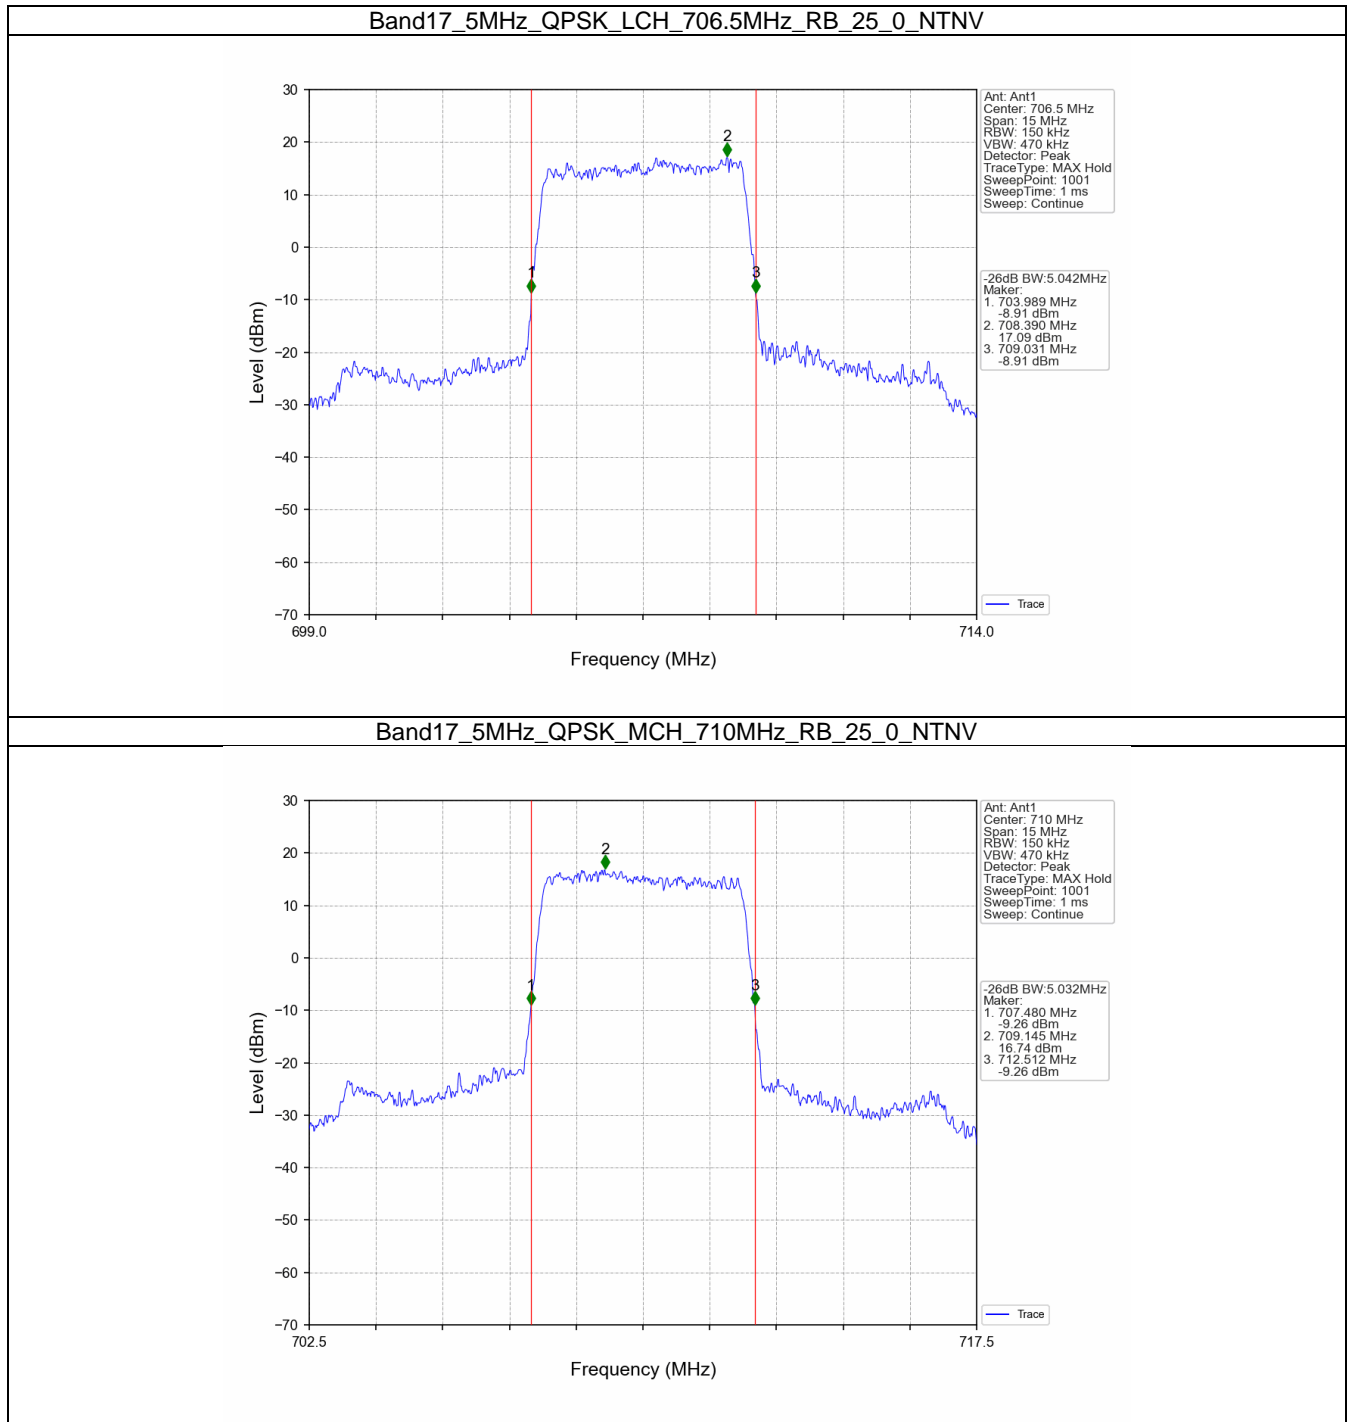 Band17_5MHz_QPSK_LCH_706.5MHz_RB_25_0_NTNV
30
20
10
0
−10
−20
−30
−40
−50
−60
−70
Level (dBm)
1
2
3
699.0
714.0
Frequency (MHz)
Ant: Ant1
Center: 706.5 MHz
Span: 15 MHz
RBW: 150 kHz
VBW: 470 kHz
Detector: Peak
TraceType: MAX Hold
SweepPoint: 1001
SweepTime: 1 ms
Sweep: Continue
-26dB BW:5.042MHz
Maker:
1. 703.989 MHz
-8.91 dBm
2. 708.390 MHz
17.09 dBm
3. 709.031 MHz
-8.91 dBm
Trace
Band17_5MHz_QPSK_MCH_710MHz_RB_25_0_NTNV
30
20
10
0
−10
−20
−30
−40
−50
−60
−70
Level (dBm)
1
2
3
702.5
717.5
Frequency (MHz)
Ant: Ant1
Center: 710 MHz
Span: 15 MHz
RBW: 150 kHz
VBW: 470 kHz
Detector: Peak
TraceType: MAX Hold
SweepPoint: 1001
SweepTime: 1 ms
Sweep: Continue
-26dB BW:5.032MHz
Maker:
1. 707.480 MHz
-9.26 dBm
2. 709.145 MHz
16.74 dBm
3. 712.512 MHz
-9.26 dBm
Trace